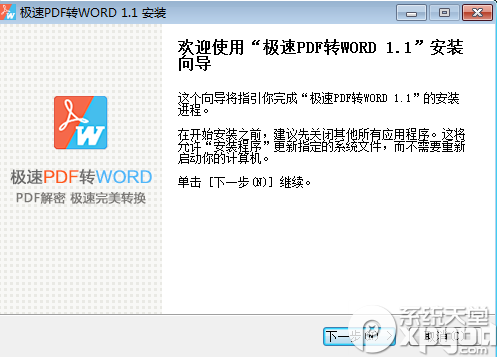 极速PDF转WORD 1.1 安装
欢迎使用“极速PDF转WORD 1.1”安装
向导
这个向导将指引你完成“极速PDF转WORD 1.1”的安装
进程。
在开始安装之前，建议先关闭其他所有应用程序。这将
允许“安装程序”更新指定的系统文件，而不需要重新
启动你的计算机。
单击 [下一步(N)] 继续。
W
极速PDF转WORD
PDF解密 极速完美转换
下一步(N) >
取消(C)
系统天堂